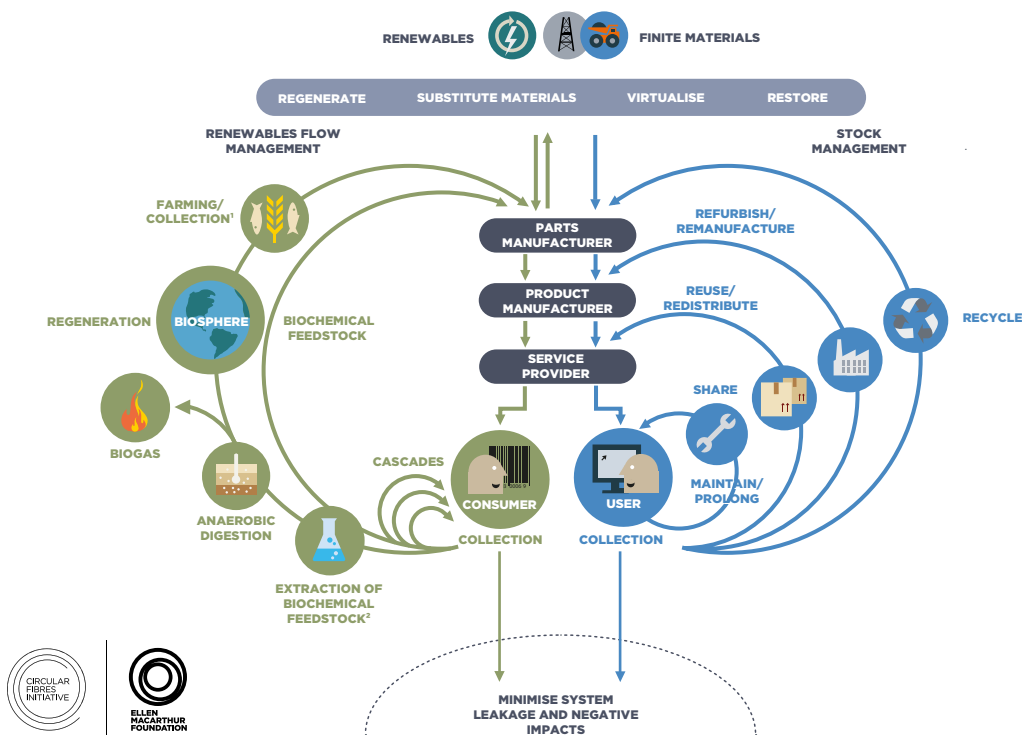 RENEWABLES
FINITE MATERIALS
REGENERATE
SUBSTITUTE MATERIALS
VIRTUALISE
RESTORE
RENEWABLES FLOW
MANAGEMENT
STOCK
MANAGEMENT
FARMING/
COLLECTION¹
PARTS
MANUFACTURER
REFURBISH/
REMANUFACTURE
PRODUCT
MANUFACTURER
REUSE/
REDISTRIBUTE
REGENERATION
BIOSPHERE
BIOCHEMICAL
FEEDSTOCK
RECYCLE
SERVICE
PROVIDER
SHARE
BIOGAS
CASCADES
CONSUMER
USER
MAINTAIN/
PROLONG
ANAEROBIC
DIGESTION
COLLECTION
COLLECTION
EXTRACTION OF
BIOCHEMICAL
FEEDSTOCK²
CIRCULAR
FIBRES
INITIATIVE
ELLEN
MACARTHUR
FOUNDATION
MINIMISE SYSTEM
LEAKAGE AND NEGATIVE
IMPACTS